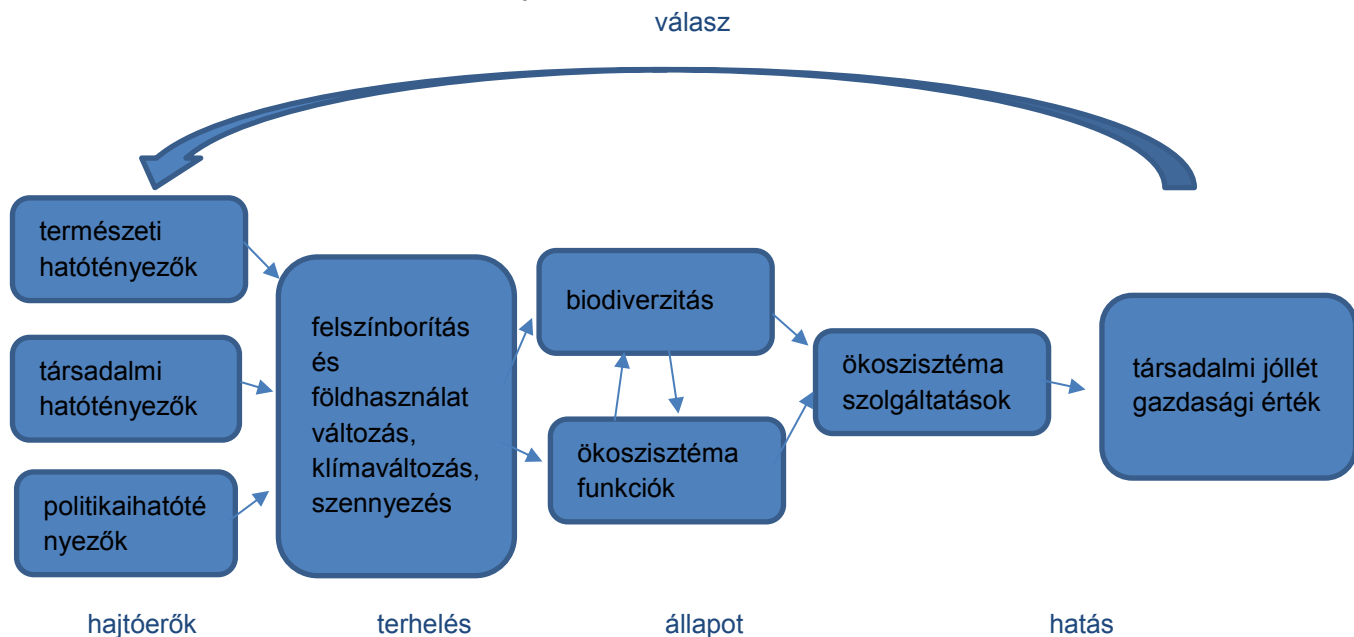 válasz
természeti
hatótényezők
társadalmi
hatótényezők
politikaihatóté
nyezők
felszínborítás
és
földhasználat
változás,
klímaváltozás,
szennyezés
biodiverzitás
ökoszisztéma
funkciók
ökoszisztéma
szolgáltatások
társadalmi jóllét
gazdasági érték
hajtóerők
terhelés
állapot
hatás